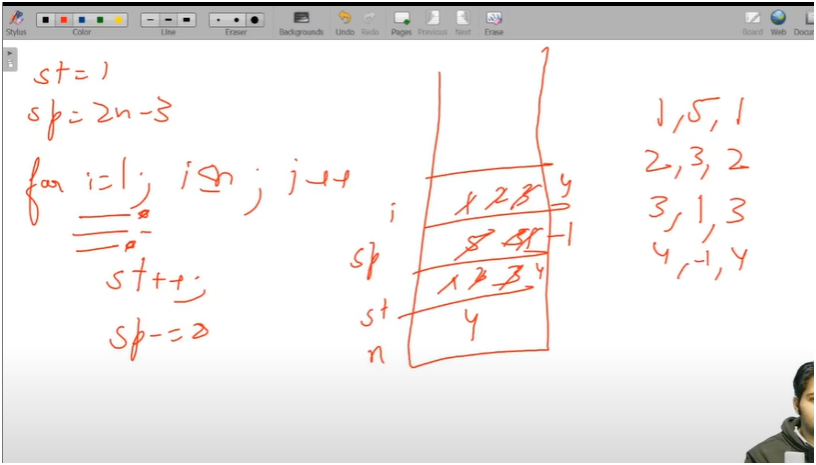 Stylus
Color
Line
Eraser
Backgrounds
Undo
Redo
Pages
Previous
Next
Erase
Board
Web
Docu
st=1
sp=2n-3
for i=1; i≤n; i++
st++;
sp-=2
i 1 2 3 4
sp 5 3 1 -1
st 1 2 3 4
n 4
1,5,1
2,3,2
3,1,3
4,-1,4